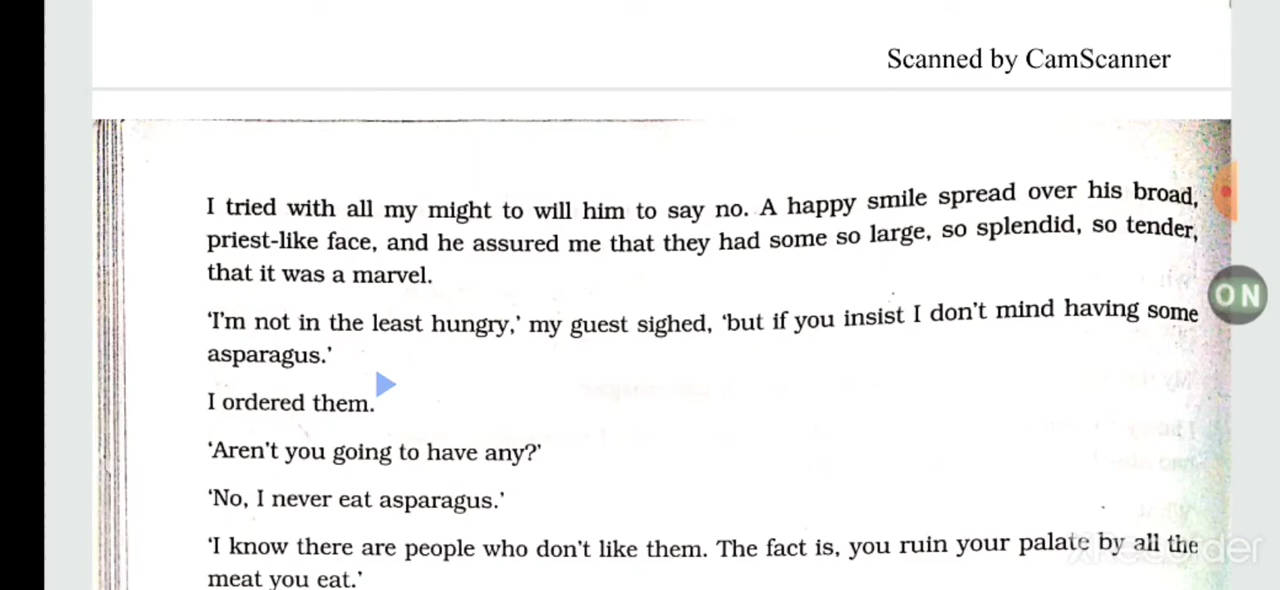 Scanned by CamScanner
I tried with all my might to will him to say no. A happy smile spread over his broad,
priest-like face, and he assured me that they had some so large, so splendid, so tender,
that it was a marvel.
'I'm not in the least hungry,' my guest sighed, 'but if you insist I don't mind having some
asparagus.'
I ordered them.
'Aren't you going to have any?'
'No, I never eat asparagus.'
'I know there are people who don't like them. The fact is, you ruin your palate by all the
meat you eat.'
ON
XRecorder